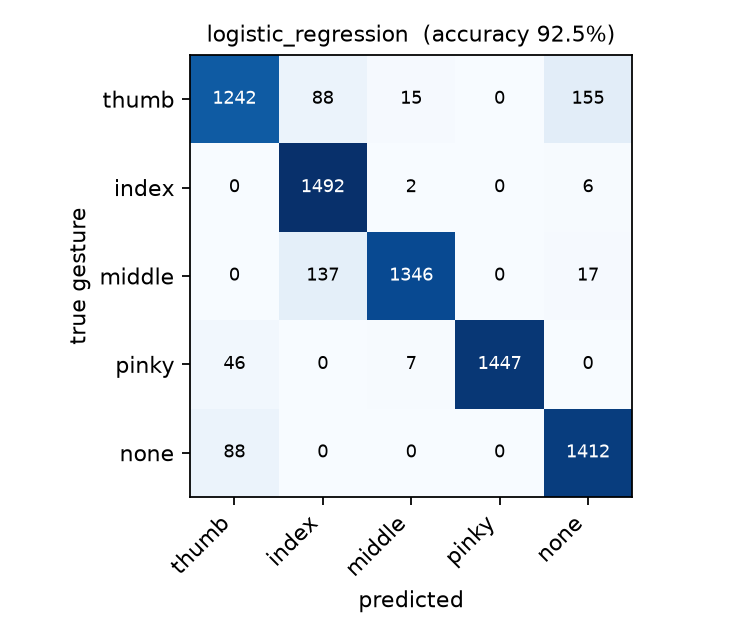 logistic_regression (accuracy 92.5%)
thumb 1242 88 15 0 155
index 0 1492 2 0 6
middle 0 137 1346 0 17
pinky 46 0 7 1447 0
none 88 0 0 0 1412
true gesture
thumb index middle pinky none
predicted